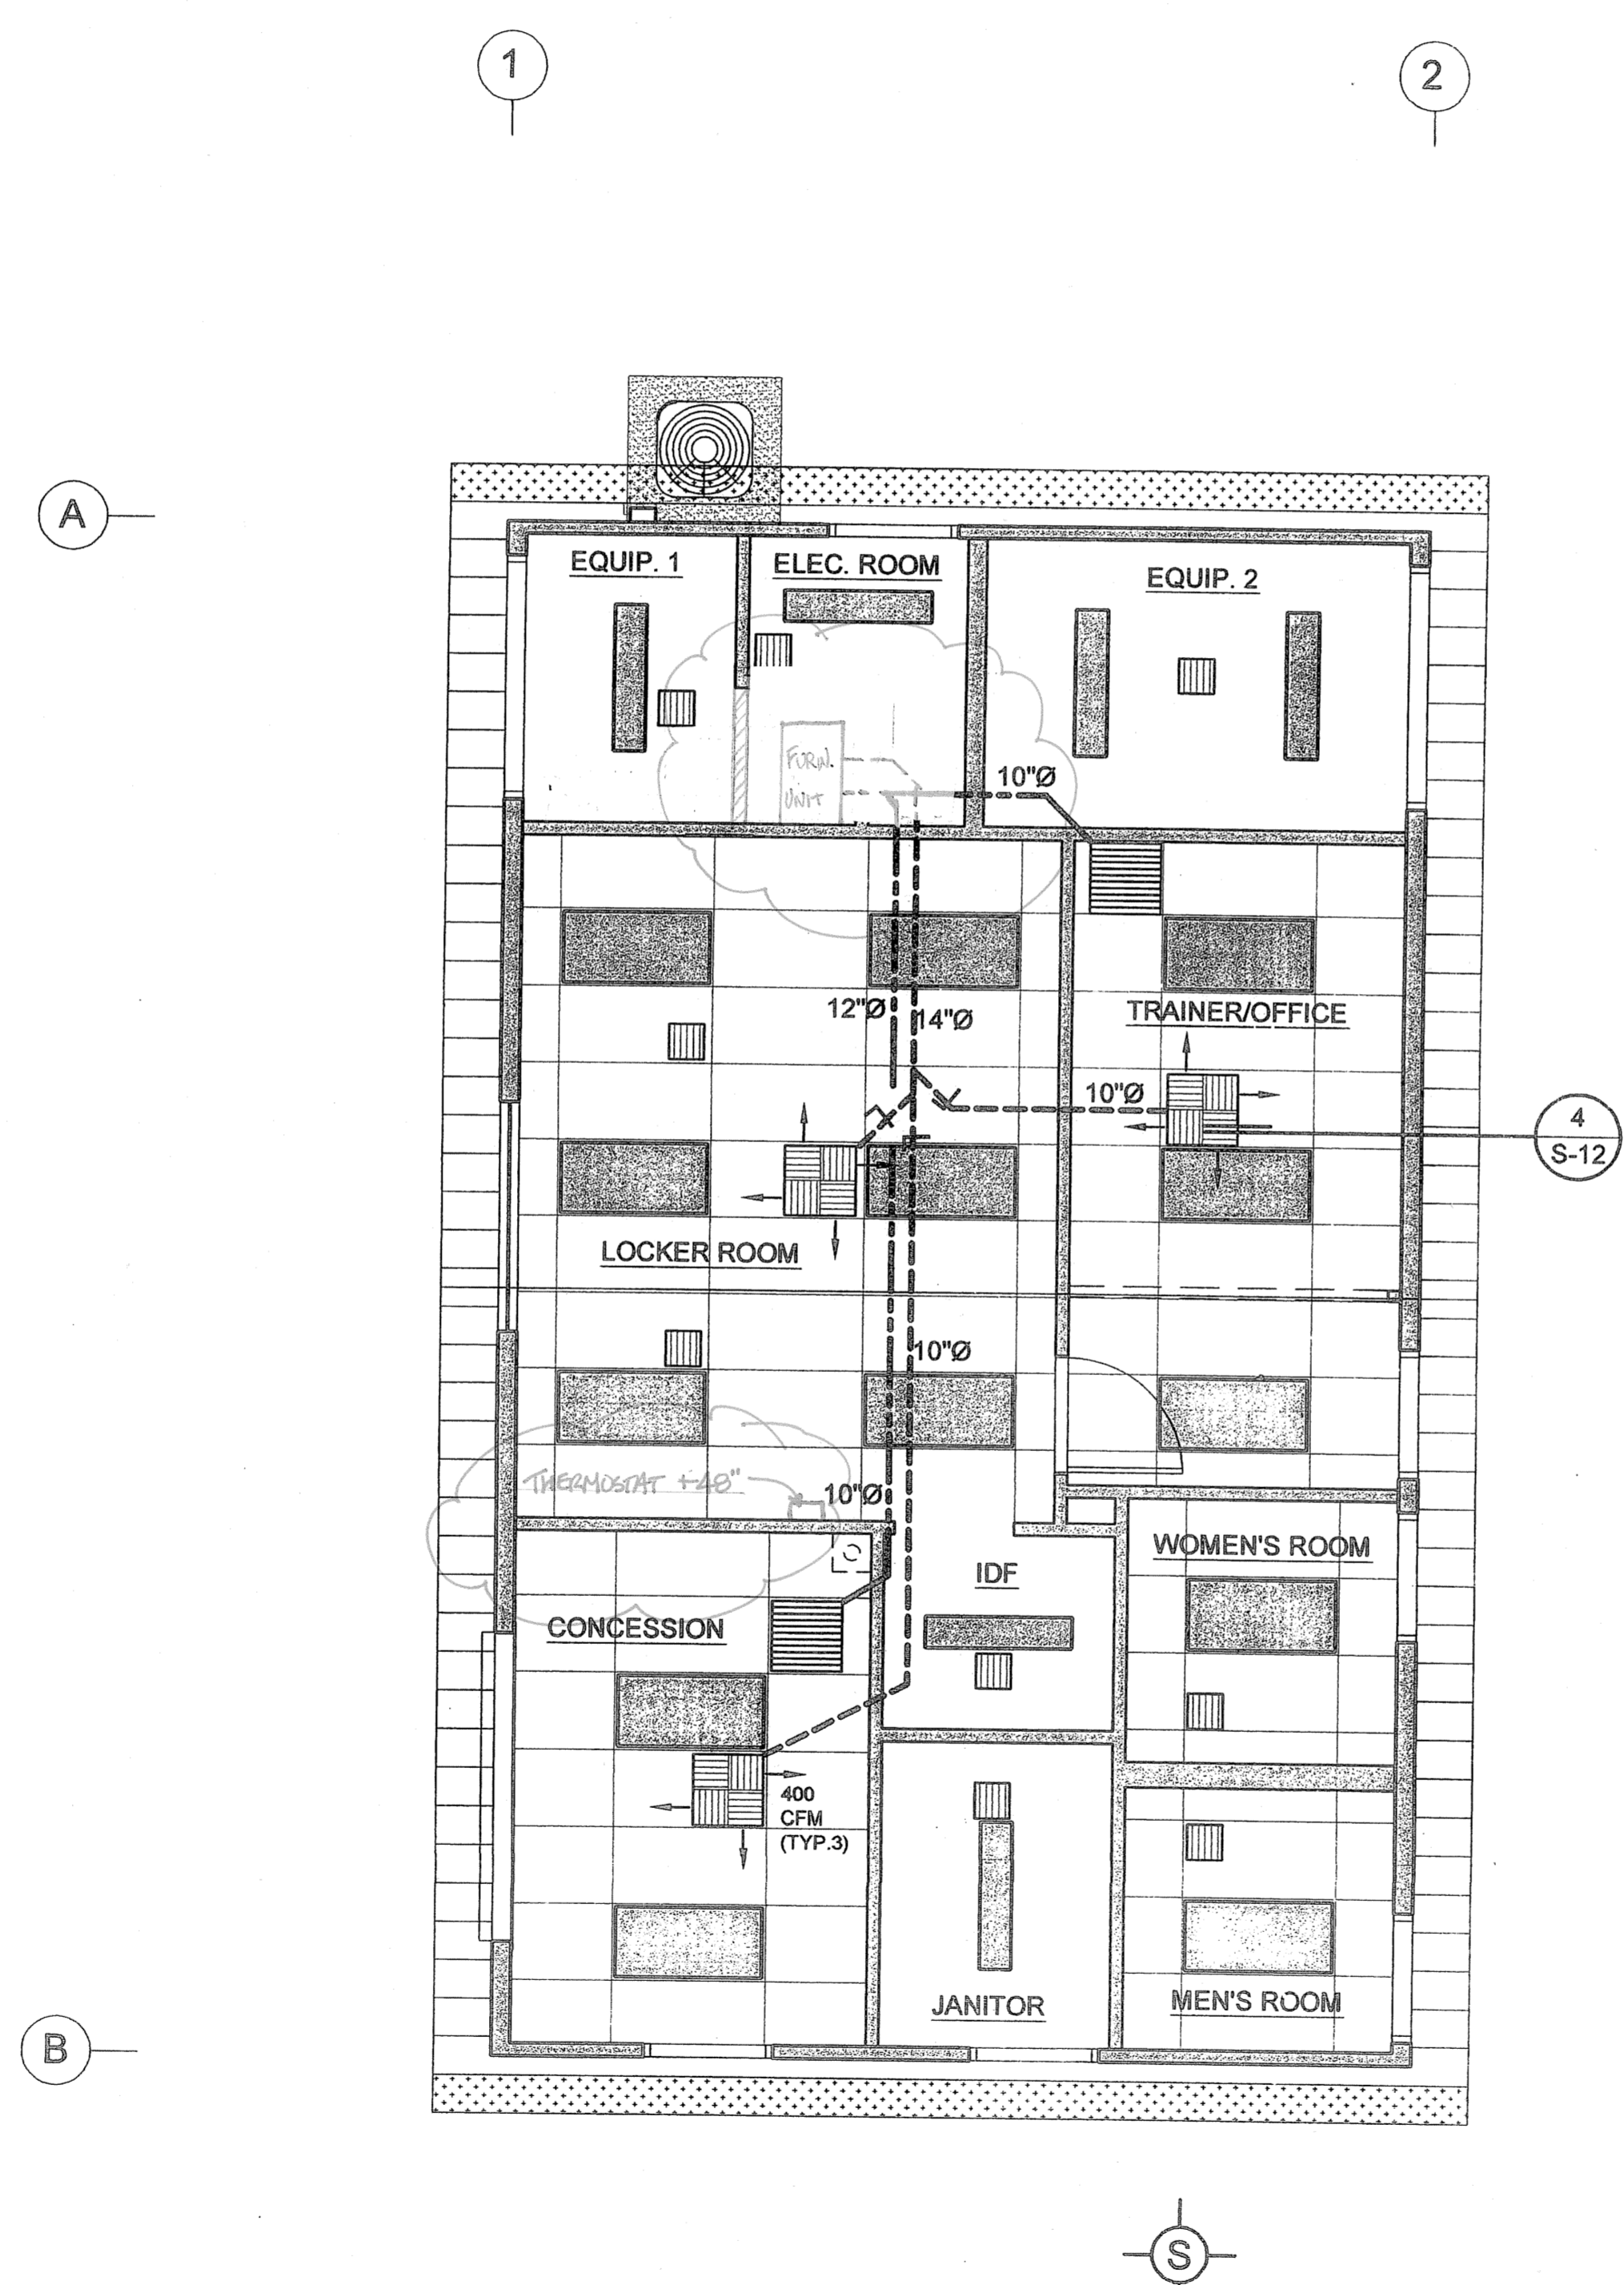 1
2
A
EQUIP. 1
ELEC. ROOM
EQUIP. 2
FURN.
UNIT
10"Ø
12"Ø
14"Ø
TRAINER/OFFICE
10"Ø
4
S-12
LOCKER ROOM
10"Ø
THERMOSTAT +48"
10"Ø
WOMEN'S ROOM
IDF
CONCESSION
400
CFM
(TYP.3)
JANITOR
MEN'S ROOM
B
S